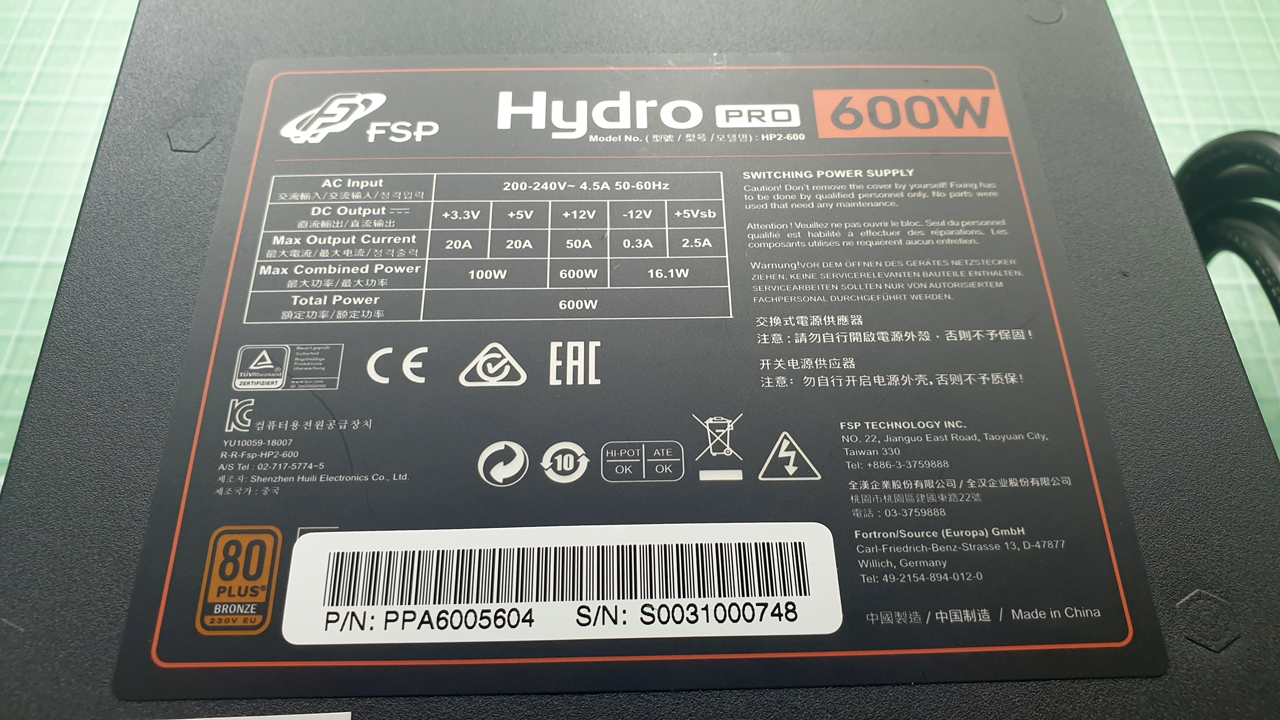 FSP
Hydro PRO 600W
Model No. ( 型號 / 型号 /모델명) : HP2-600
AC Input
交流輸入/交流输入/정격입력
200-240V~ 4.5A 50-60Hz
DC Output
直流輸出/直流输出
+3.3V +5V +12V -12V +5Vsb
Max Output Current
最大電流/最大电流/정격출력
20A 20A 50A 0.3A 2.5A
Max Combined Power
最大功率/最大功率
100W 600W 16.1W
Total Power
額定功率/额定功率
600W
SWITCHING POWER SUPPLY
Caution! Don't remove the cover by yourself! Fixing has
to be done by qualified personnel only. No parts were
used that need any maintenance.
Attention ! Veuillez ne pas ouvrir le bloc. Seul du personnel
qualifié est habilité à effectuer des réparations. Les
composants utilisés ne requièrent aucun entretien.
Warnung!VOR DEM ÖFFNEN DES GERÄTES NETZSTECKER
ZIEHEN, KEINE SERVICERELEVANTEN BAUTEILE ENTHALTEN.
SERVICEARBEITEN SOLLTEN NUR VON AUTORISIERTEM
FACHPERSONAL DURCHGEFÜHRT WERDEN.
交換式電源供應器
注意 : 請勿自行開啟電源外殼 · 否則不予保固 !
开关电源供应器
注意: 勿自行开启电源外壳,否则不予质保!
TÜVRheinland
ZERTIFIZIERT
Bauart geprüft
Sicherheit
Regelmäßige
Produktions-
überwachung
www.tuv.com
CE
EAC
컴퓨터용전원공급장치
YU10059-18007
R-R-Fsp-HP2-600
A/S Tel : 02-717-5774~5
제조자: Shenzhen Huili Electronics Co., Ltd.
제조국가: 중국
10
HI-POT ATE
OK OK
FSP TECHNOLOGY INC.
NO. 22, Jianguo East Road, Taoyuan City,
Taiwan 330
Tel: +886-3-3759888
全漢企業股份有限公司 / 全汉企业股份有限公司
桃園市桃園區建國東路22號
電話 : 03-3759888
Fortron/Source (Europa) GmbH
Carl-Friedrich-Benz-Strasse 13, D-47877
Willich, Germany
Tel: 49-2154-894-012-0
中國製造 / 中国制造 / Made in China
80
PLUS®
BRONZE
230V EU
P/N: PPA6005604 S/N: S0031000748